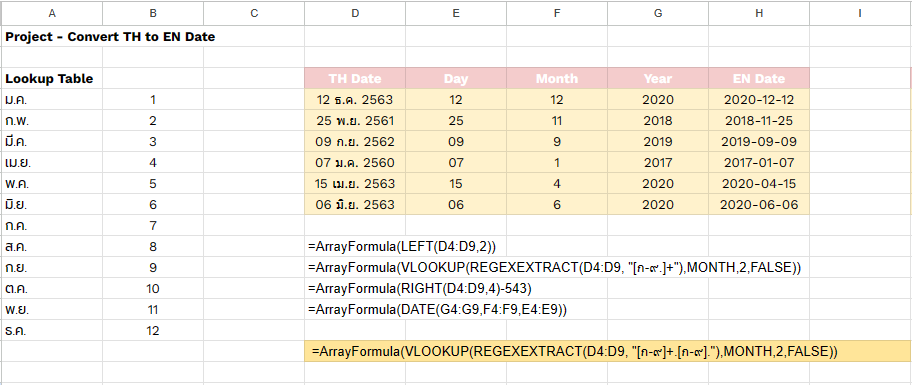 A B C D E F G H I
Project - Convert TH to EN Date
Lookup Table TH Date Day Month Year EN Date
ม.ค. 1 12 ธ.ค. 2563 12 12 2020 2020-12-12
ก.พ. 2 25 พ.ย. 2561 25 11 2018 2018-11-25
มี.ค. 3 09 ก.ย. 2562 09 9 2019 2019-09-09
เม.ย. 4 07 ม.ค. 2560 07 1 2017 2017-01-07
พ.ค. 5 15 เม.ย. 2563 15 4 2020 2020-04-15
มิ.ย. 6 06 มิ.ย. 2563 06 6 2020 2020-06-06
ก.ค. 7
ส.ค. 8 =ArrayFormula(LEFT(D4:D9,2))
ก.ย. 9 =ArrayFormula(VLOOKUP(REGEXEXTRACT(D4:D9, "[ก-๙.]+"),MONTH,2,FALSE))
ต.ค. 10 =ArrayFormula(RIGHT(D4:D9,4)-543)
พ.ย. 11 =ArrayFormula(DATE(G4:G9,F4:F9,E4:E9))
ธ.ค. 12
=ArrayFormula(VLOOKUP(REGEXEXTRACT(D4:D9, "[ก-๙]+.[ก-๙]."),MONTH,2,FALSE))